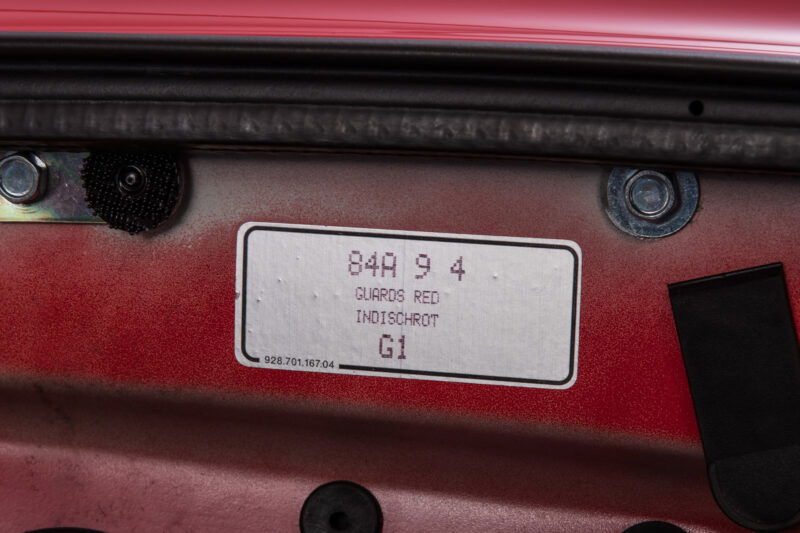 84A 9 4
GUARDS RED
INDISCHROT
G1
928.701.167.04